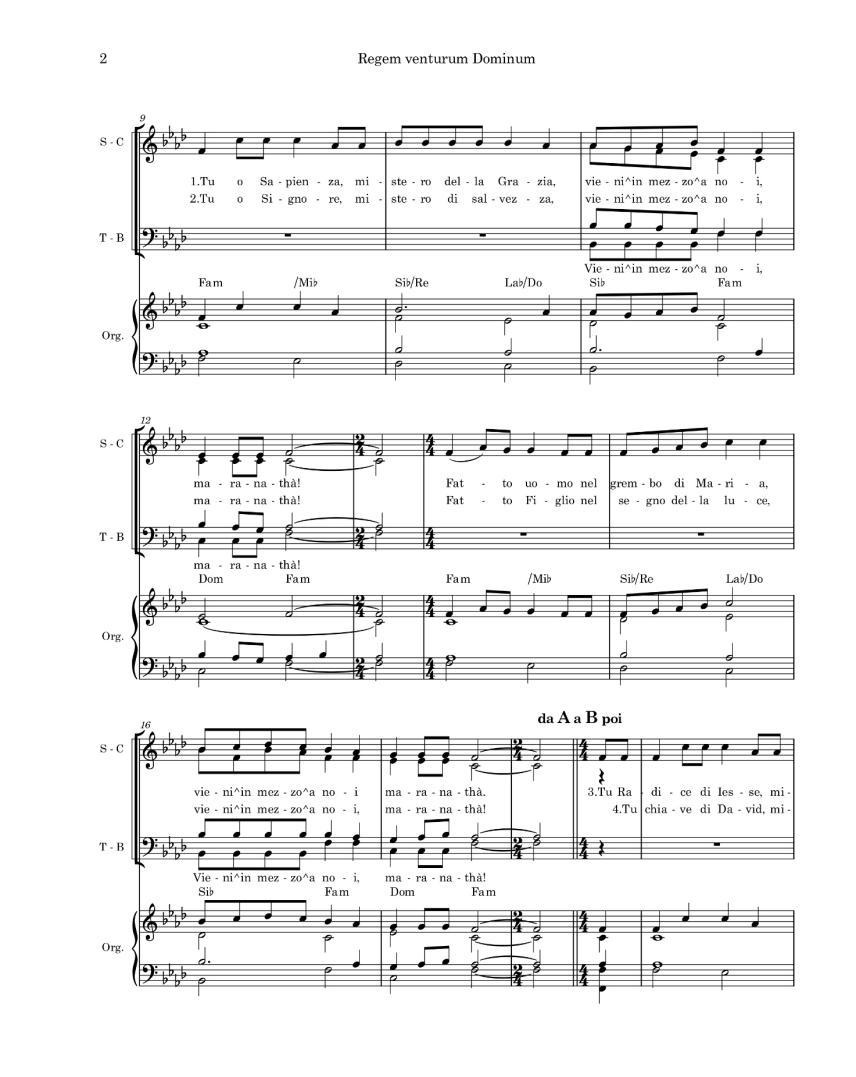 2
Regem venturum Dominum
9
S - C
1.Tu o Sa - pien - za, mi - ste - ro del - la Gra - zia, vie - ni^in mez - zo^a no - i,
2.Tu o Si - gno - re, mi - ste - ro di sal - vez - za, vie - ni^in mez - zo^a no - i,
T - B
Vie - ni^in mez - zo^a no - i,
Fam /Mi♭ Si♭/Re La♭/Do Si♭ Fam
Org.
12
S - C
ma - ra - na - thà! Fat - to uo - mo nel grem - bo di Ma - ri - a,
ma - ra - na - thà! Fat - to Fi - glio nel se - gno del - la lu - ce,
T - B
ma - ra - na - thà!
Dom Fam Fam /Mi♭ Si♭/Re La♭/Do
Org.
da A a B poi
16
S - C
vie - ni^in mez - zo^a no - i ma - ra - na - thà. 3.Tu Ra - di - ce di Ies - se, mi -
vie - ni^in mez - zo^a no - i, ma - ra - na - thà! 4.Tu chia - ve di Da - vid, mi -
T - B
Vie - ni^in mez - zo^a no - i, ma - ra - na - thà!
Si♭ Fam Dom Fam
Org.